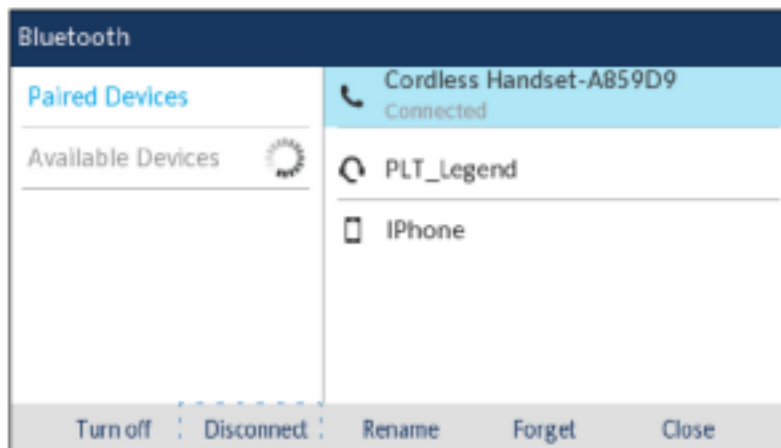 Bluetooth
Paired Devices
Available Devices
Cordless Handset-A859D9
Connected
PLT_Legend
IPhone
Turn off Disconnect Rename Forget Close